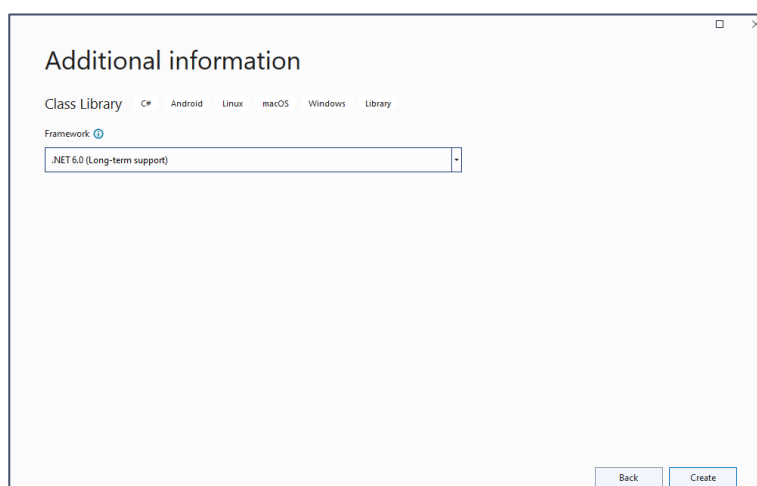 Additional information
Class Library C# Android Linux macOS Windows Library
Framework
.NET 6.0 (Long-term support)
Back Create